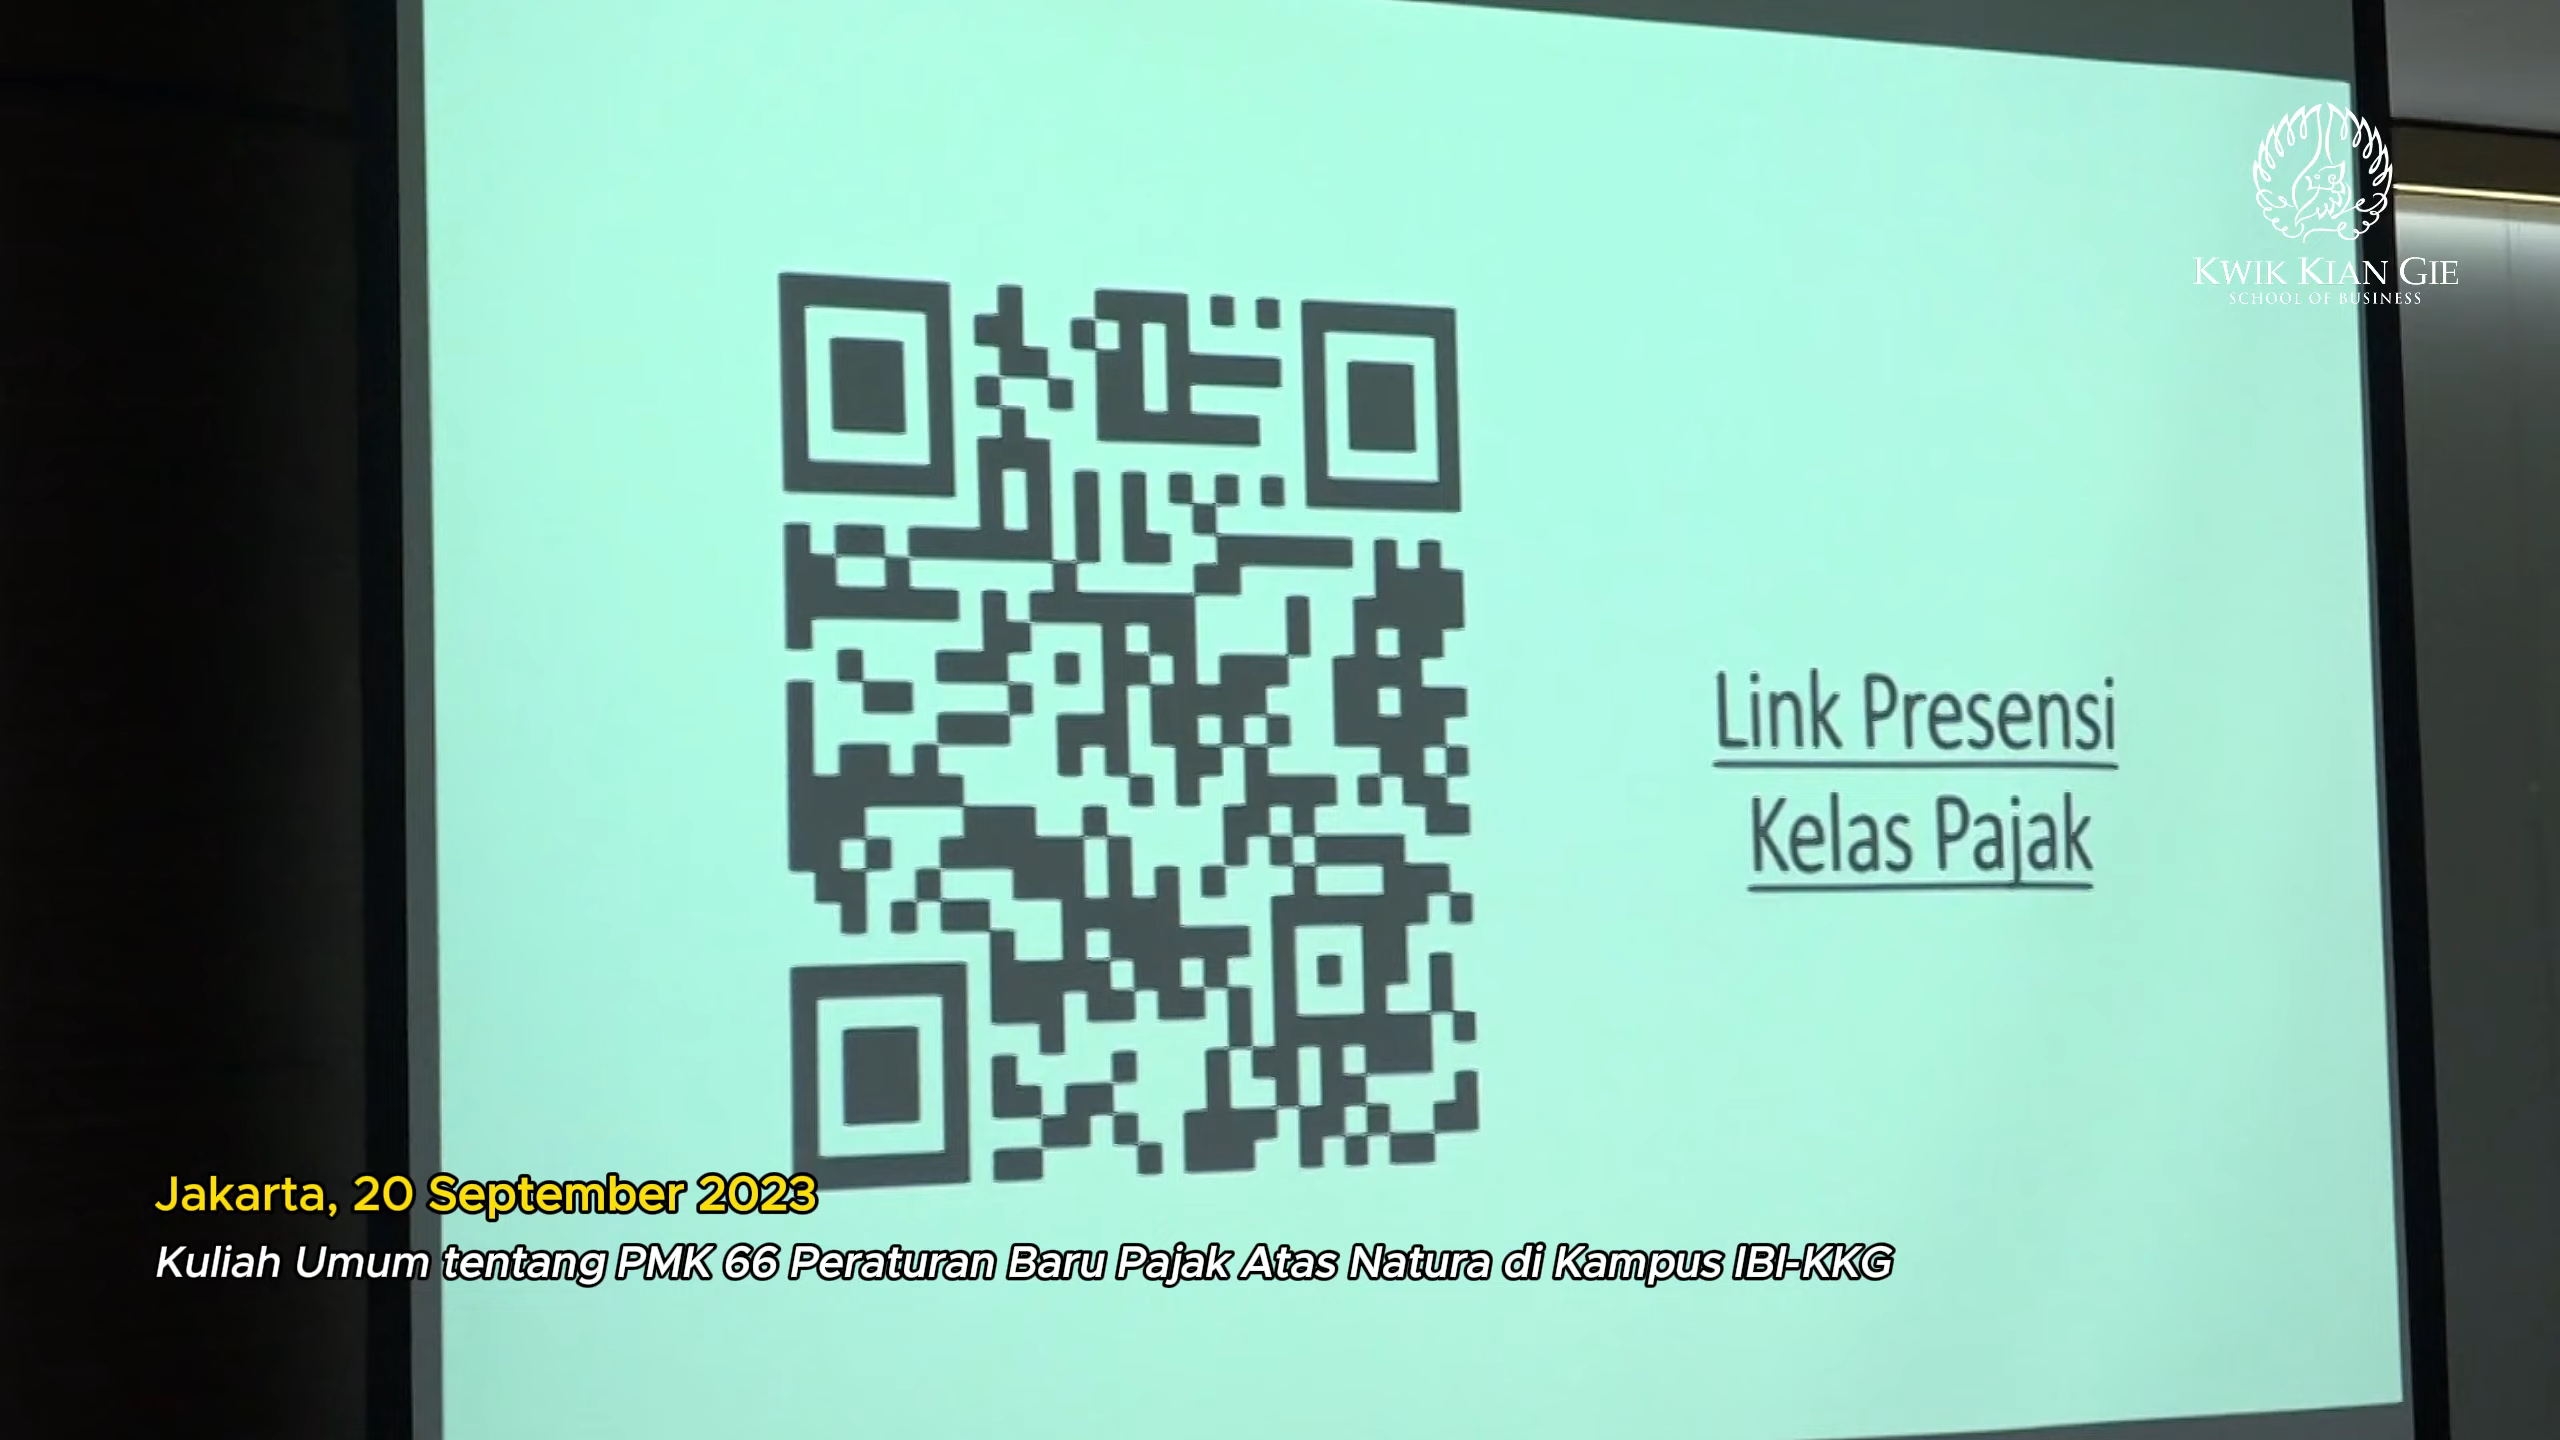 KWIK KIAN GIE
SCHOOL OF BUSINESS
Link Presensi
Kelas Pajak
Jakarta, 20 September 2023
Kuliah Umum tentang PMK 66 Peraturan Baru Pajak Atas Natura di Kampus IBI-KKG